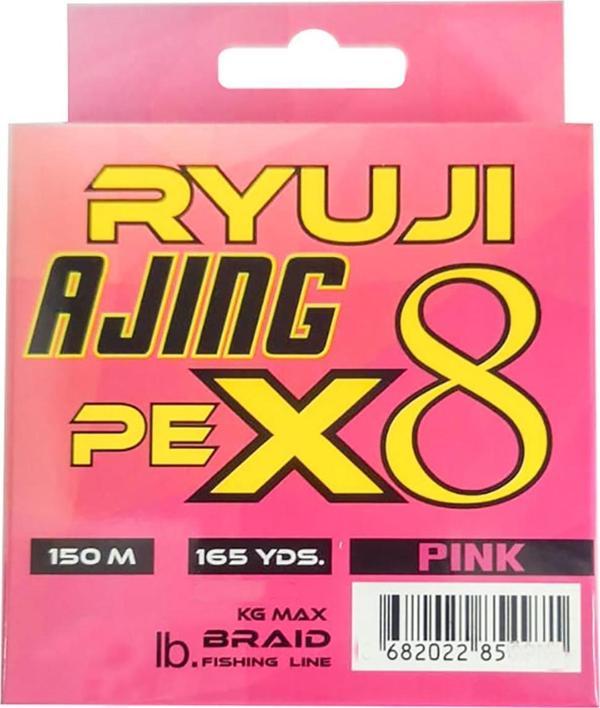 RYUJI
AJING
PE X8
150 M 165 YDS. PINK
KG MAX
lb. BRAID
FISHING LINE
682022 85